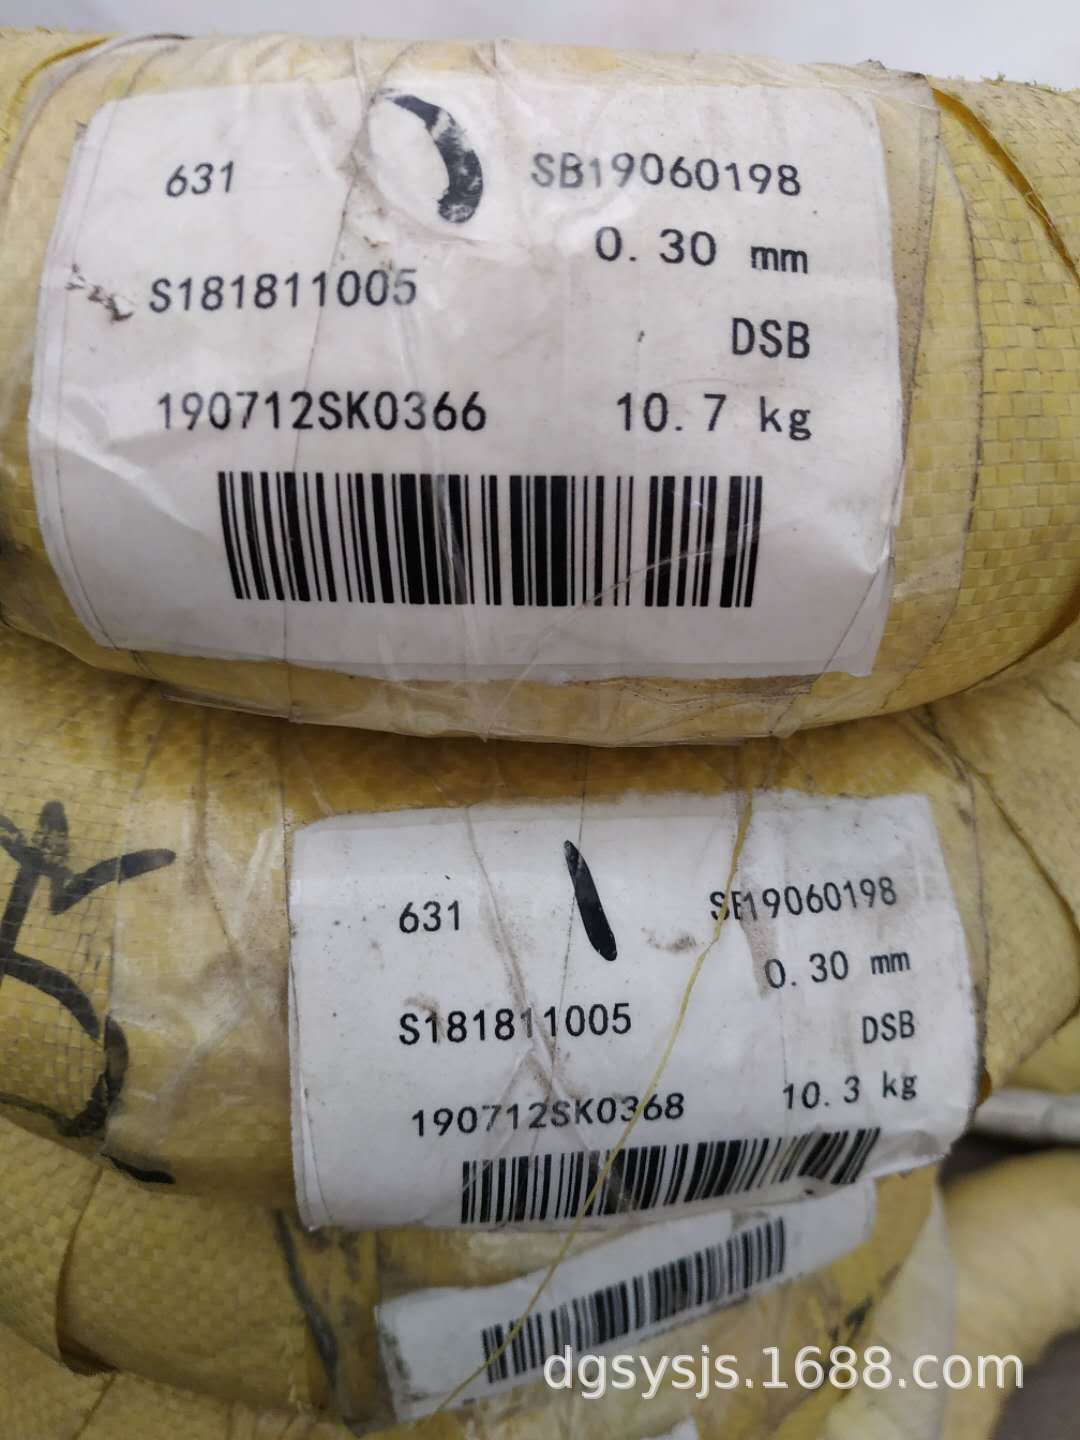 631 SB19060198
0.30 mm
S181811005
DSB
190712SK0366 10.7 kg
631 SB19060198
0.30 mm
S181811005 DSB
190712SK0368 10.3 kg
dgsysjs.1688.com